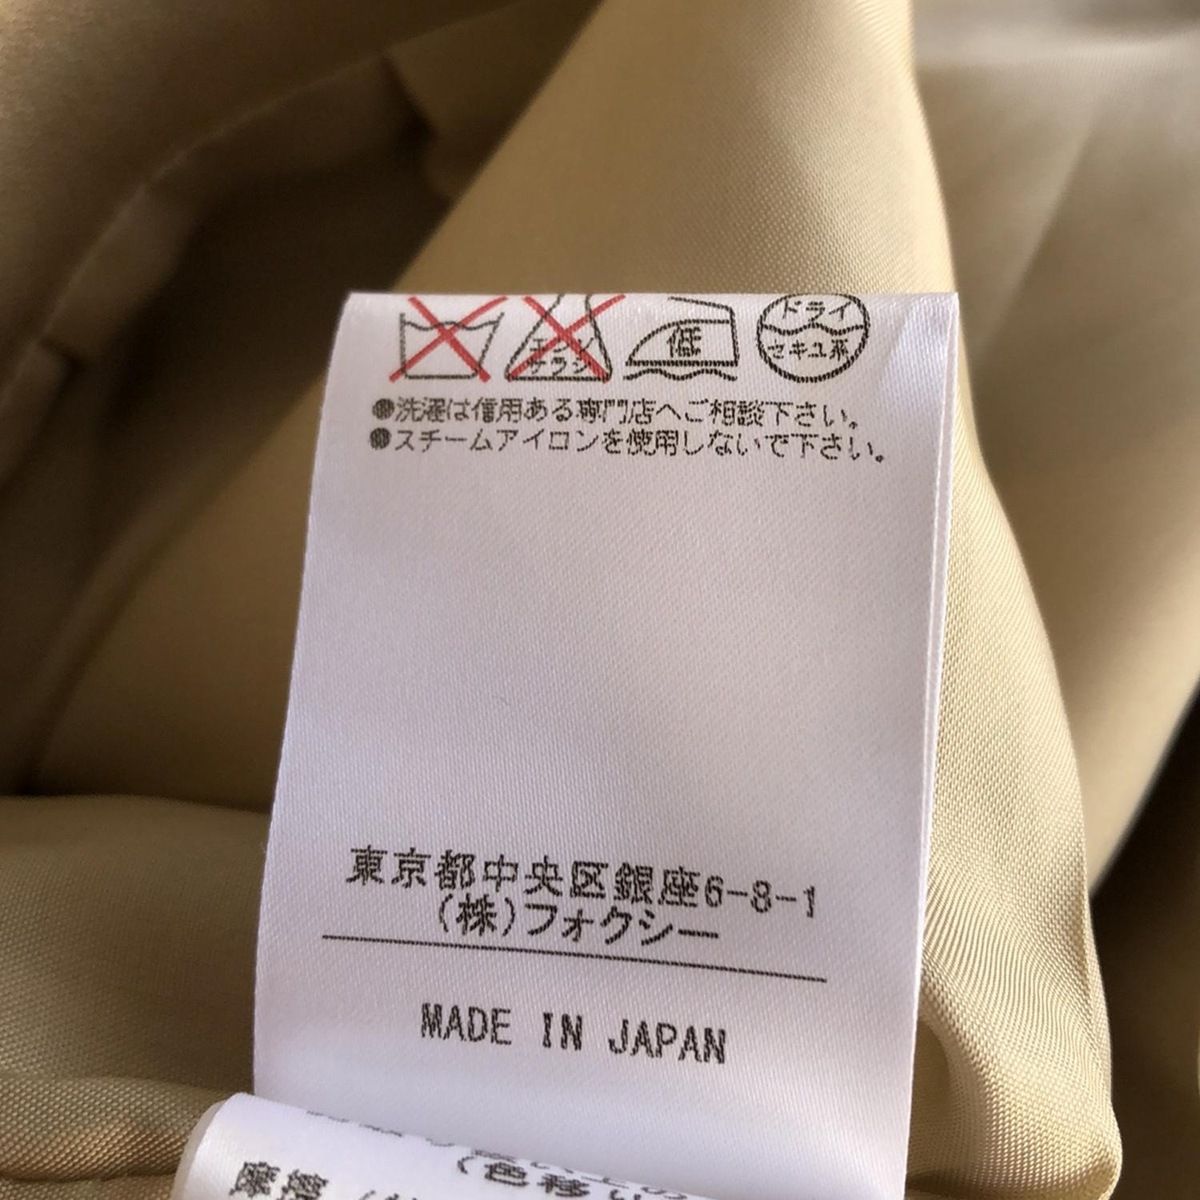 エンソ
サラシ
低
ドライ
セキユ系
●洗濯は信用ある専門店へご相談下さい。
●スチームアイロンを使用しないで下さい。
東京都中央区銀座6-8-1
(株)フォクシー
MADE IN JAPAN
(色移い
摩擦